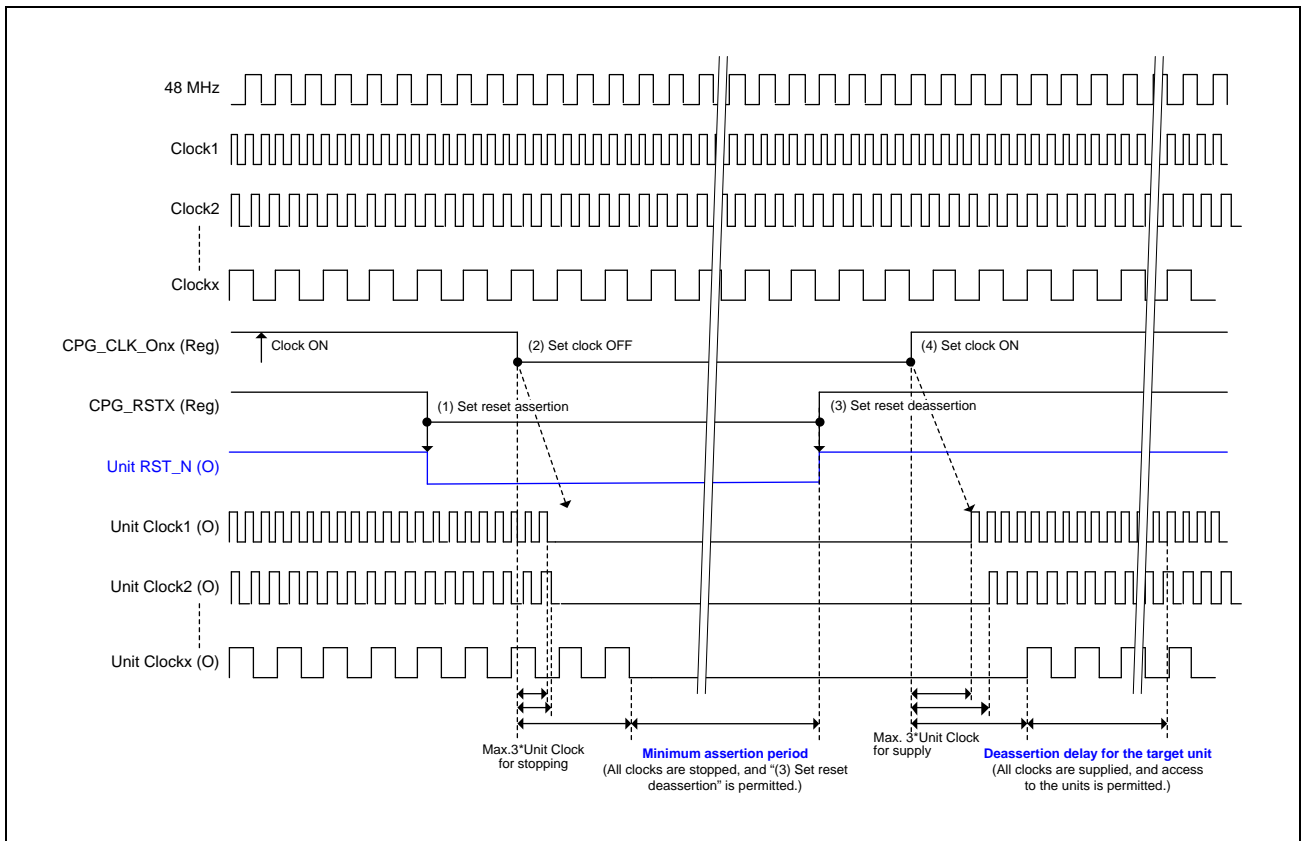 48 MHz
Clock1
Clock2
Clockx
CPG_CLK_Onx (Reg)
Clock ON
(2) Set clock OFF
(4) Set clock ON
CPG_RSTX (Reg)
(1) Set reset assertion
(3) Set reset deassertion
Unit RST_N (O)
Unit Clock1 (O)
Unit Clock2 (O)
Unit Clockx (O)
Max.3*Unit Clock
for stopping
Minimum assertion period
(All clocks are stopped, and “(3) Set reset
deassertion” is permitted.)
Max. 3*Unit Clock
for supply
Deassertion delay for the target unit
(All clocks are supplied, and access
to the units is permitted.)